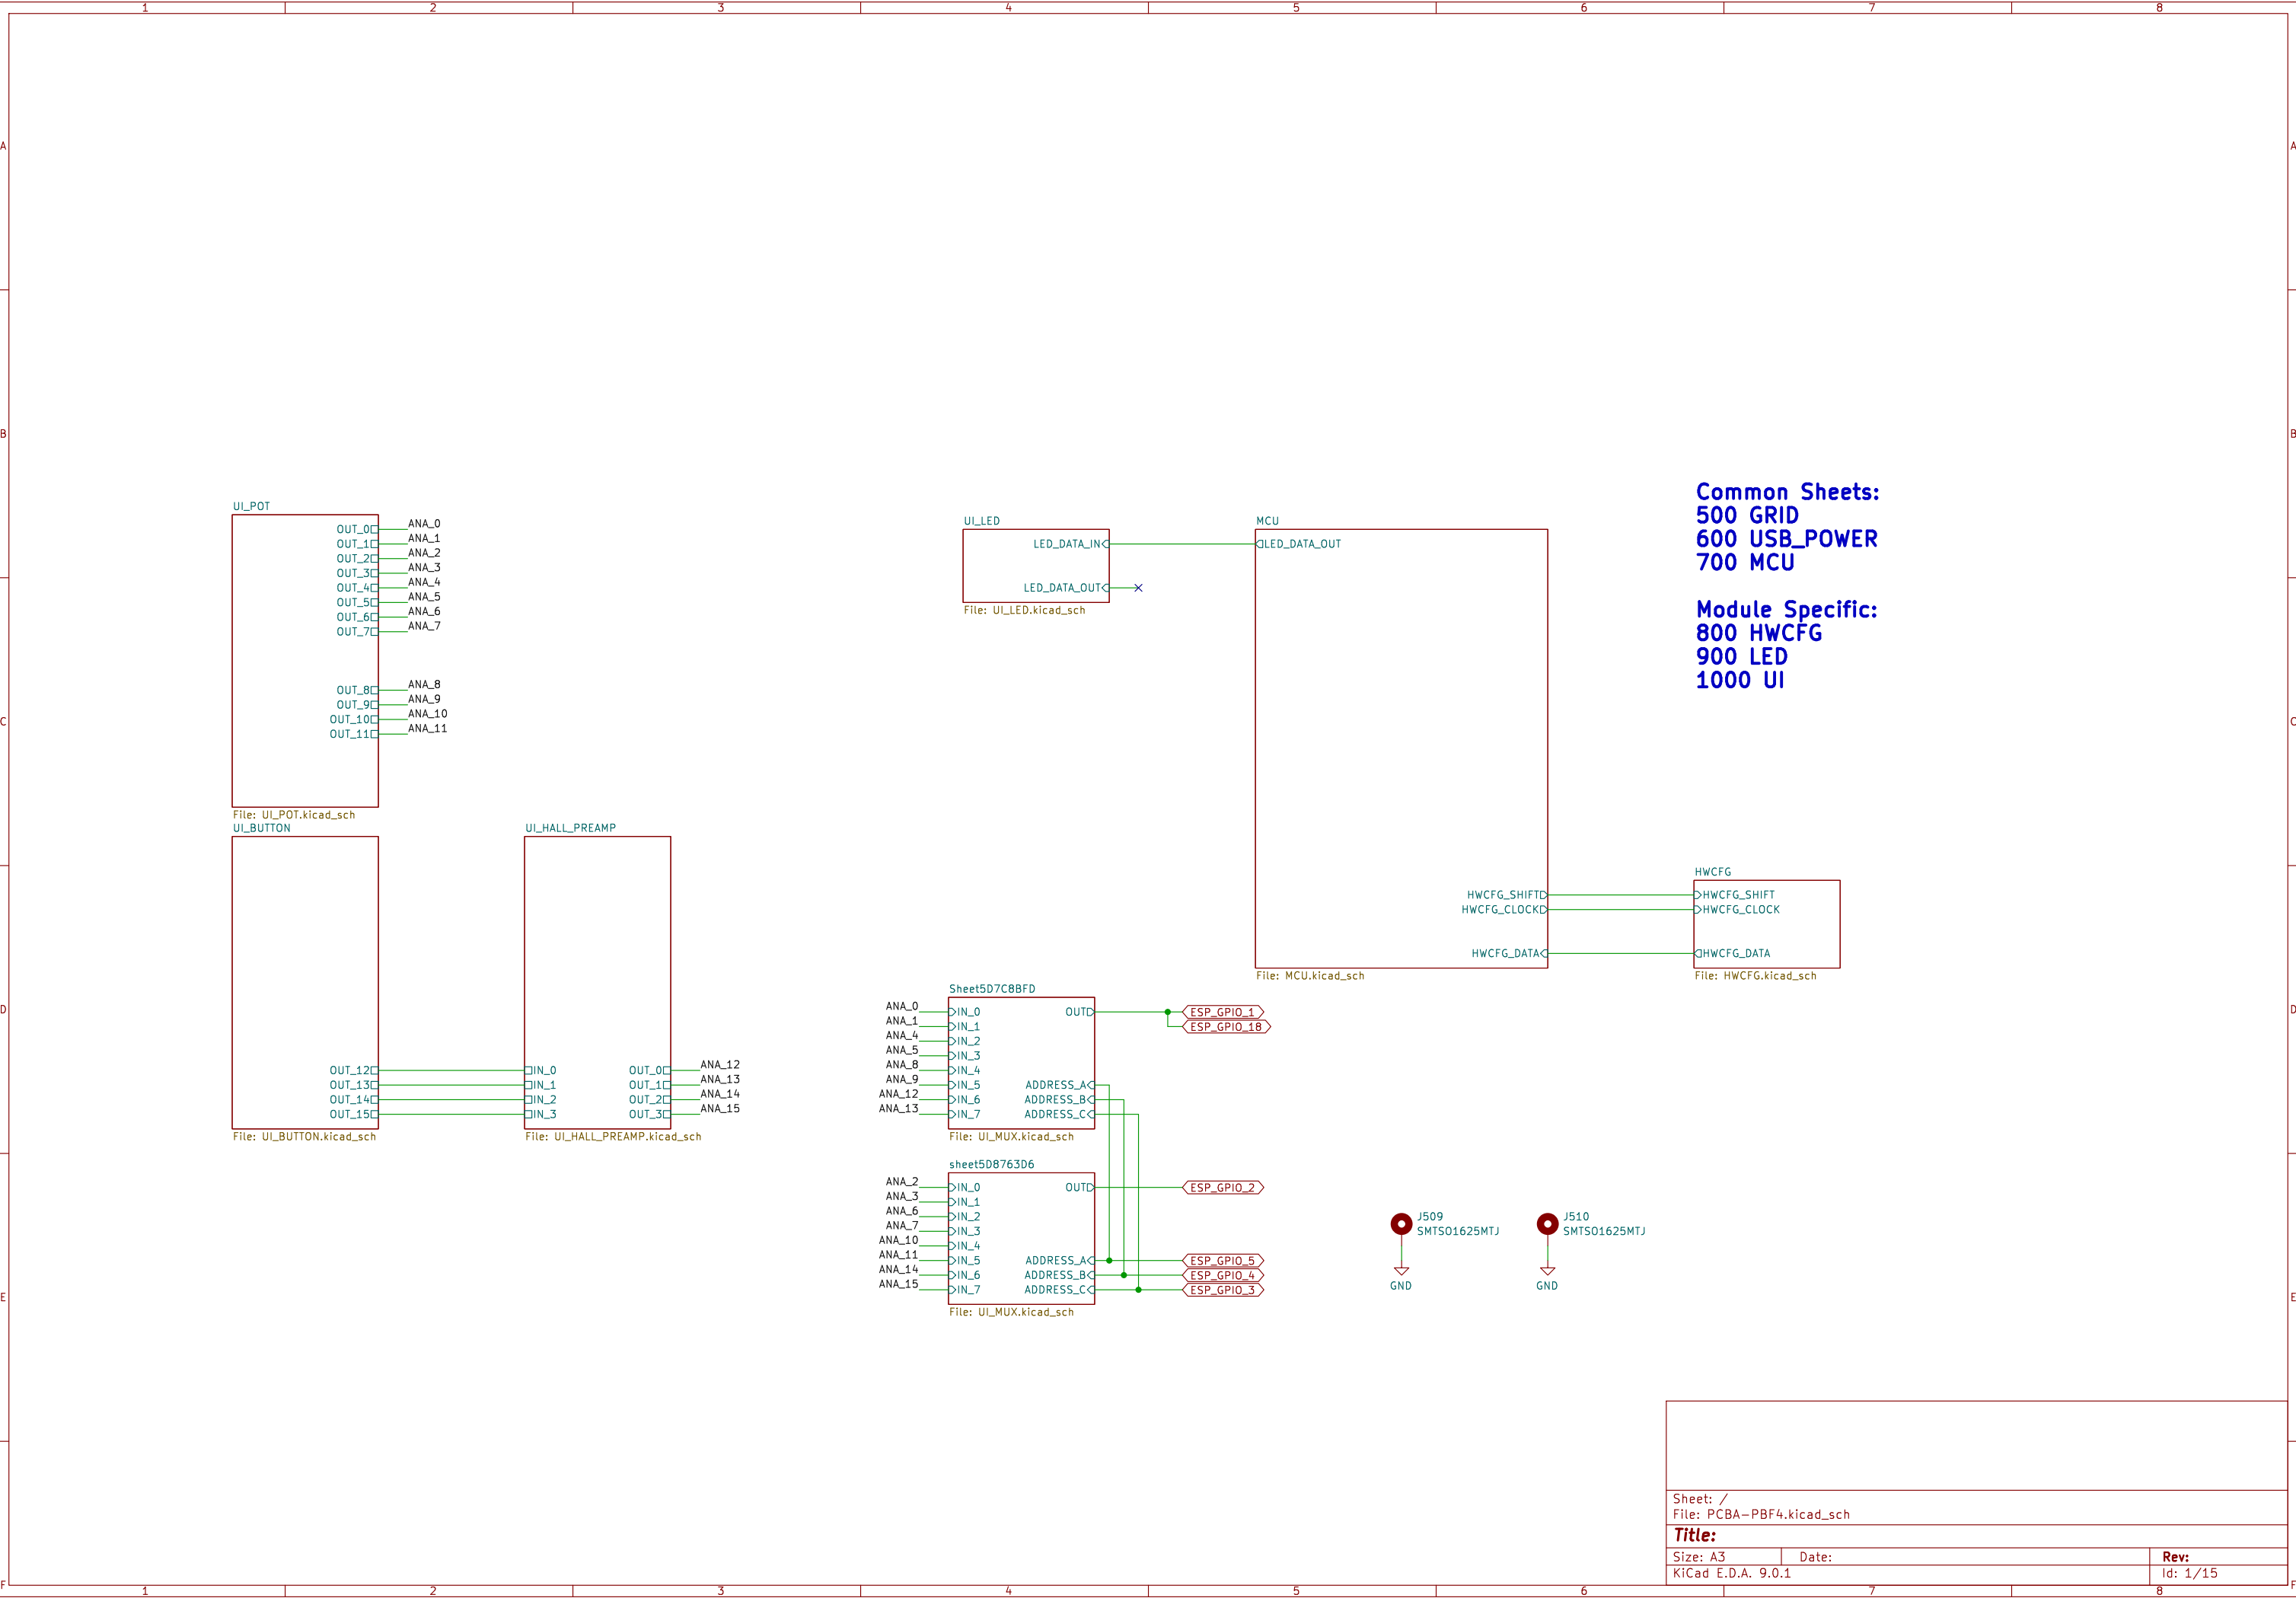 1 2 3 4 5 6 7 8
A A
B B
C C
D D
E E
F F
UI_POT
OUT_0 ANA_0
OUT_1 ANA_1
OUT_2 ANA_2
OUT_3 ANA_3
OUT_4 ANA_4
OUT_5 ANA_5
OUT_6 ANA_6
OUT_7 ANA_7
OUT_8 ANA_8
OUT_9 ANA_9
OUT_10 ANA_10
OUT_11 ANA_11
File: UI_POT.kicad_sch
UI_BUTTON
OUT_12
OUT_13
OUT_14
OUT_15
File: UI_BUTTON.kicad_sch
UI_HALL_PREAMP
IN_0 OUT_0 ANA_12
IN_1 OUT_1 ANA_13
IN_2 OUT_2 ANA_14
IN_3 OUT_3 ANA_15
File: UI_HALL_PREAMP.kicad_sch
UI_LED
LED_DATA_IN
LED_DATA_OUT
File: UI_LED.kicad_sch
MCU
LED_DATA_OUT
HWCFG_SHIFT
HWCFG_CLOCK
HWCFG_DATA
File: MCU.kicad_sch
Common Sheets:
500 GRID
600 USB_POWER
700 MCU
Module Specific:
800 HWCFG
900 LED
1000 UI
HWCFG
HWCFG_SHIFT
HWCFG_CLOCK
HWCFG_DATA
File: HWCFG.kicad_sch
Sheet5D7C8BFD
ANA_0 IN_0 OUT ESP_GPIO_1
ANA_1 IN_1 ESP_GPIO_18
ANA_4 IN_2
ANA_5 IN_3
ANA_8 IN_4
ANA_9 IN_5 ADDRESS_A
ANA_12 IN_6 ADDRESS_B
ANA_13 IN_7 ADDRESS_C
File: UI_MUX.kicad_sch
sheet5D8763D6
ANA_2 IN_0 OUT ESP_GPIO_2
ANA_3 IN_1
ANA_6 IN_2
ANA_7 IN_3
ANA_10 IN_4
ANA_11 IN_5 ADDRESS_A ESP_GPIO_5
ANA_14 IN_6 ADDRESS_B ESP_GPIO_4
ANA_15 IN_7 ADDRESS_C ESP_GPIO_3
File: UI_MUX.kicad_sch
J509
SMTSO1625MTJ
GND
J510
SMTSO1625MTJ
GND
Sheet: /
File: PCBA-PBF4.kicad_sch
Title:
Size: A3 Date: Rev:
KiCad E.D.A. 9.0.1 Id: 1/15
1 2 3 4 5 6 7 8